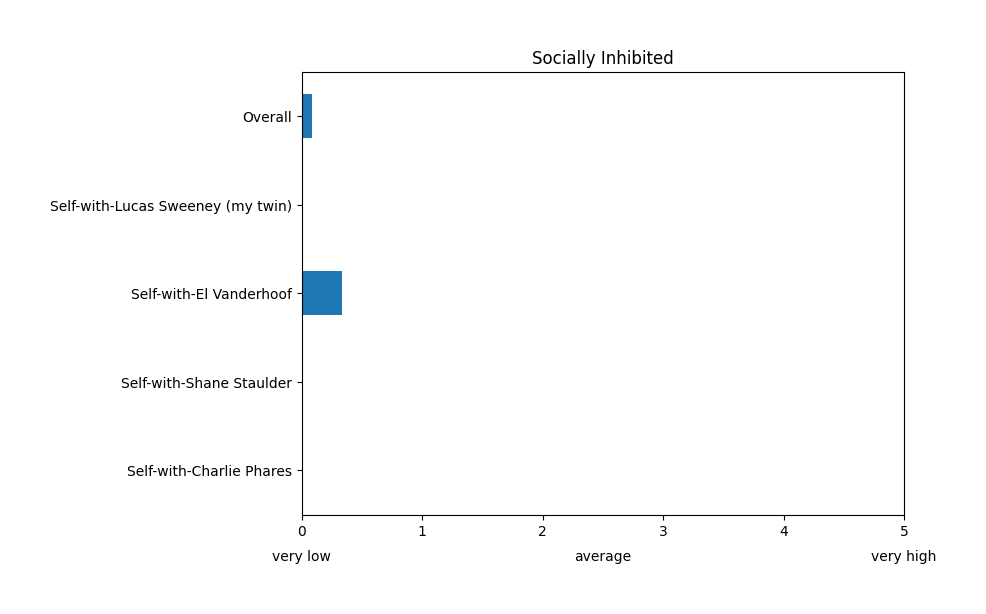 Socially Inhibited
Overall
Self-with-Lucas Sweeney (my twin)
Self-with-El Vanderhoof
Self-with-Shane Staulder
Self-with-Charlie Phares
0 1 2 3 4 5
very low average very high